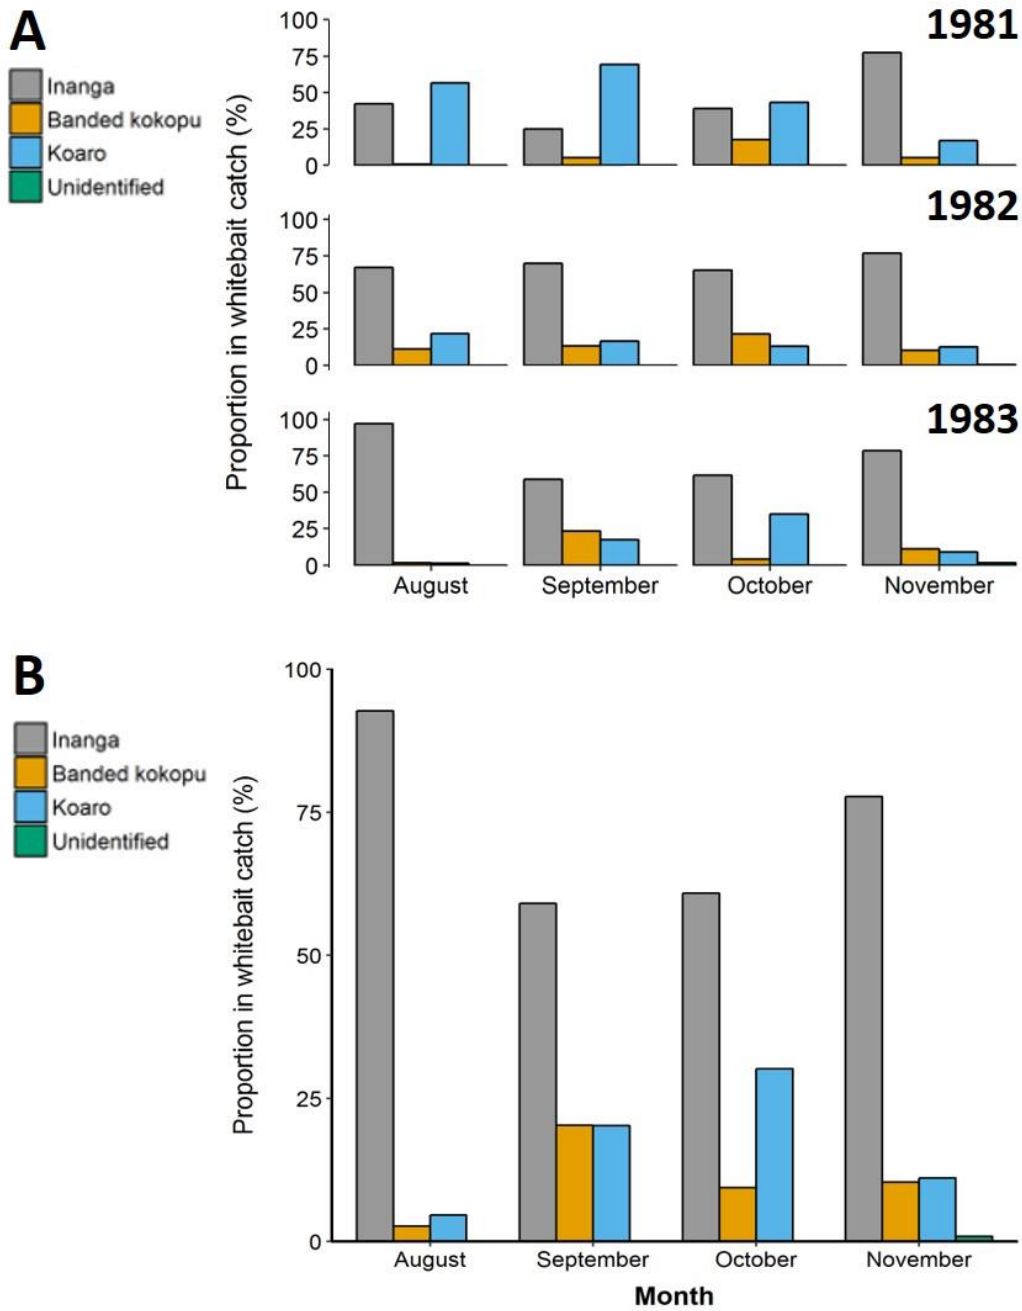 A
1981
Inanga
Banded kokopu
Koaro
Unidentified
Proportion in whitebait catch (%)
100
75
50
25
0
1982
100
75
50
25
0
1983
100
75
50
25
0
August September October November
B
Inanga
Banded kokopu
Koaro
Unidentified
Proportion in whitebait catch (%)
100
75
50
25
0
August September October November
Month